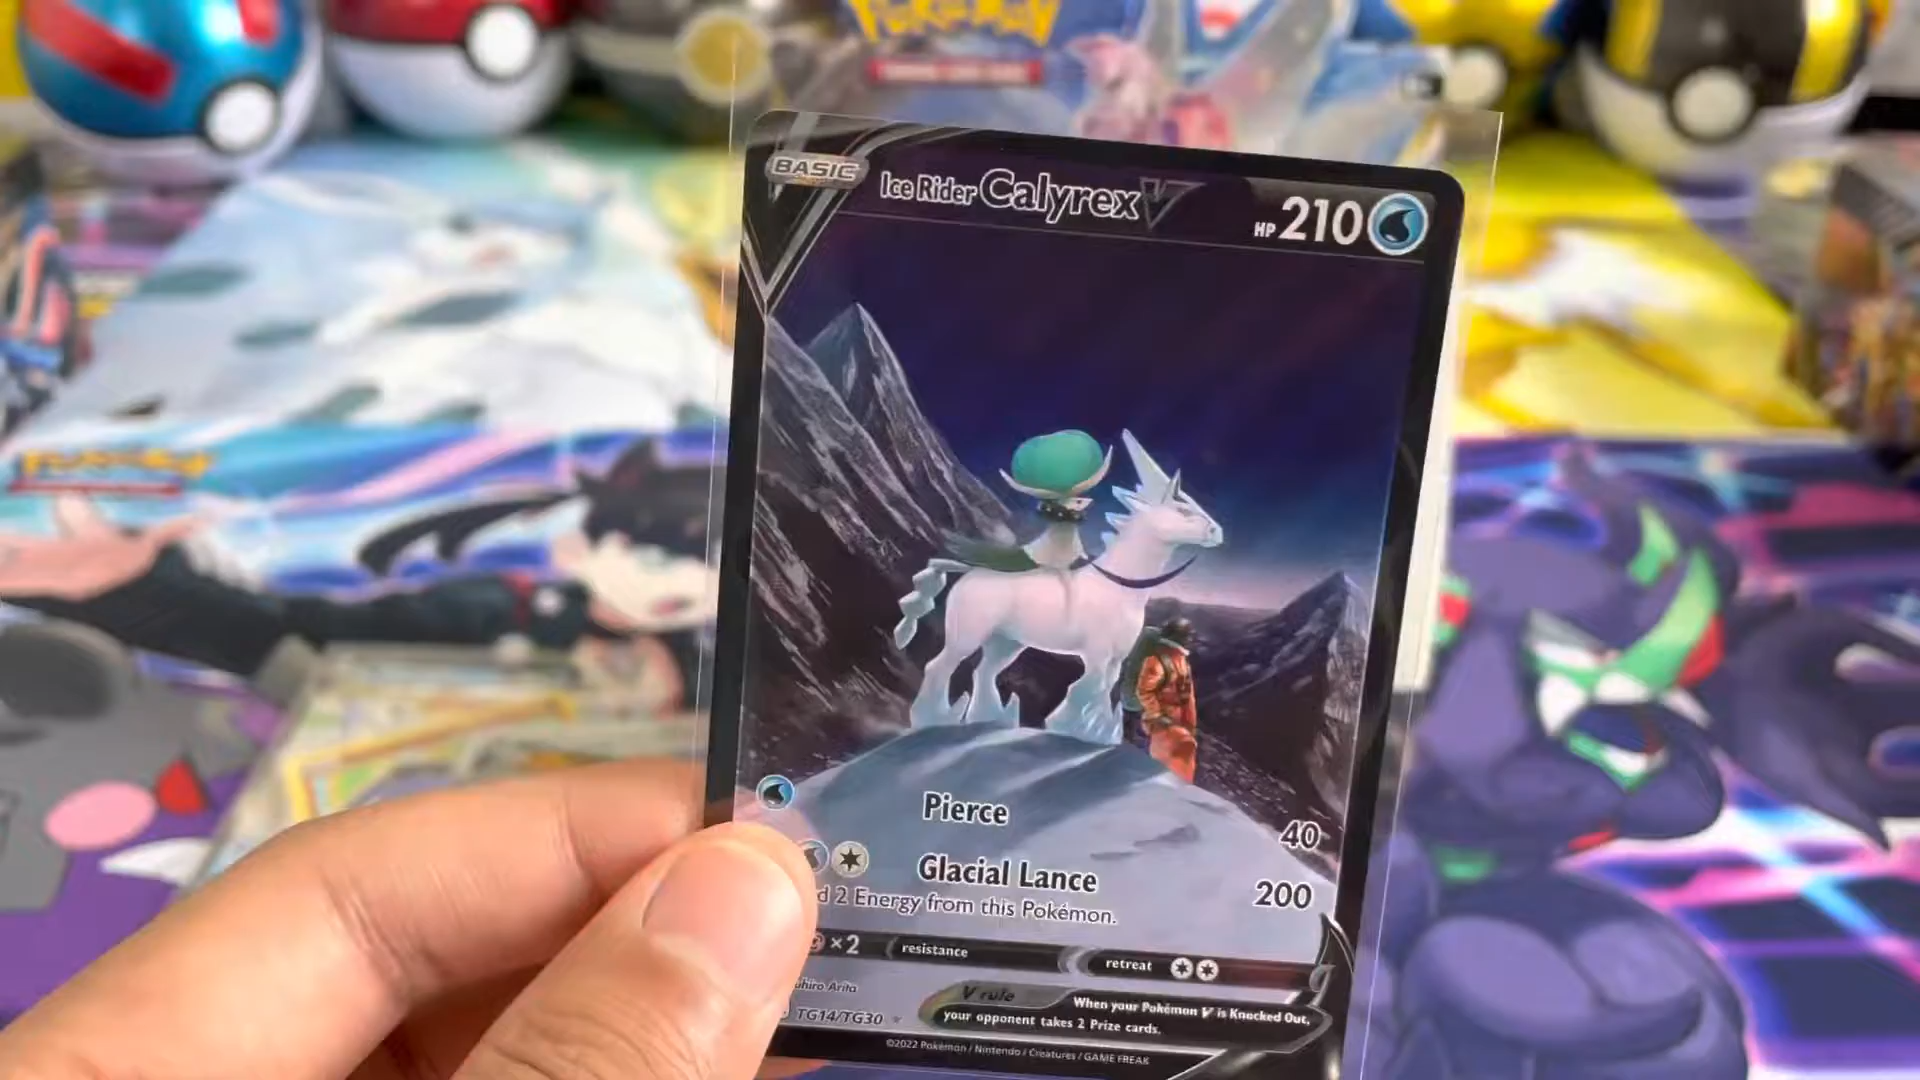 POKéMON
BASIC
Ice Rider Calyrex V
HP 210
Pierce
40
Glacial Lance
200
2 Energy from this Pokémon.
×2
resistance
retreat
Arita
TG14/TG30
V rule
When your Pokémon V is Knocked Out,
your opponent takes 2 Prize cards.
©2022 Pokémon / Nintendo / Creatures / GAME FREAK